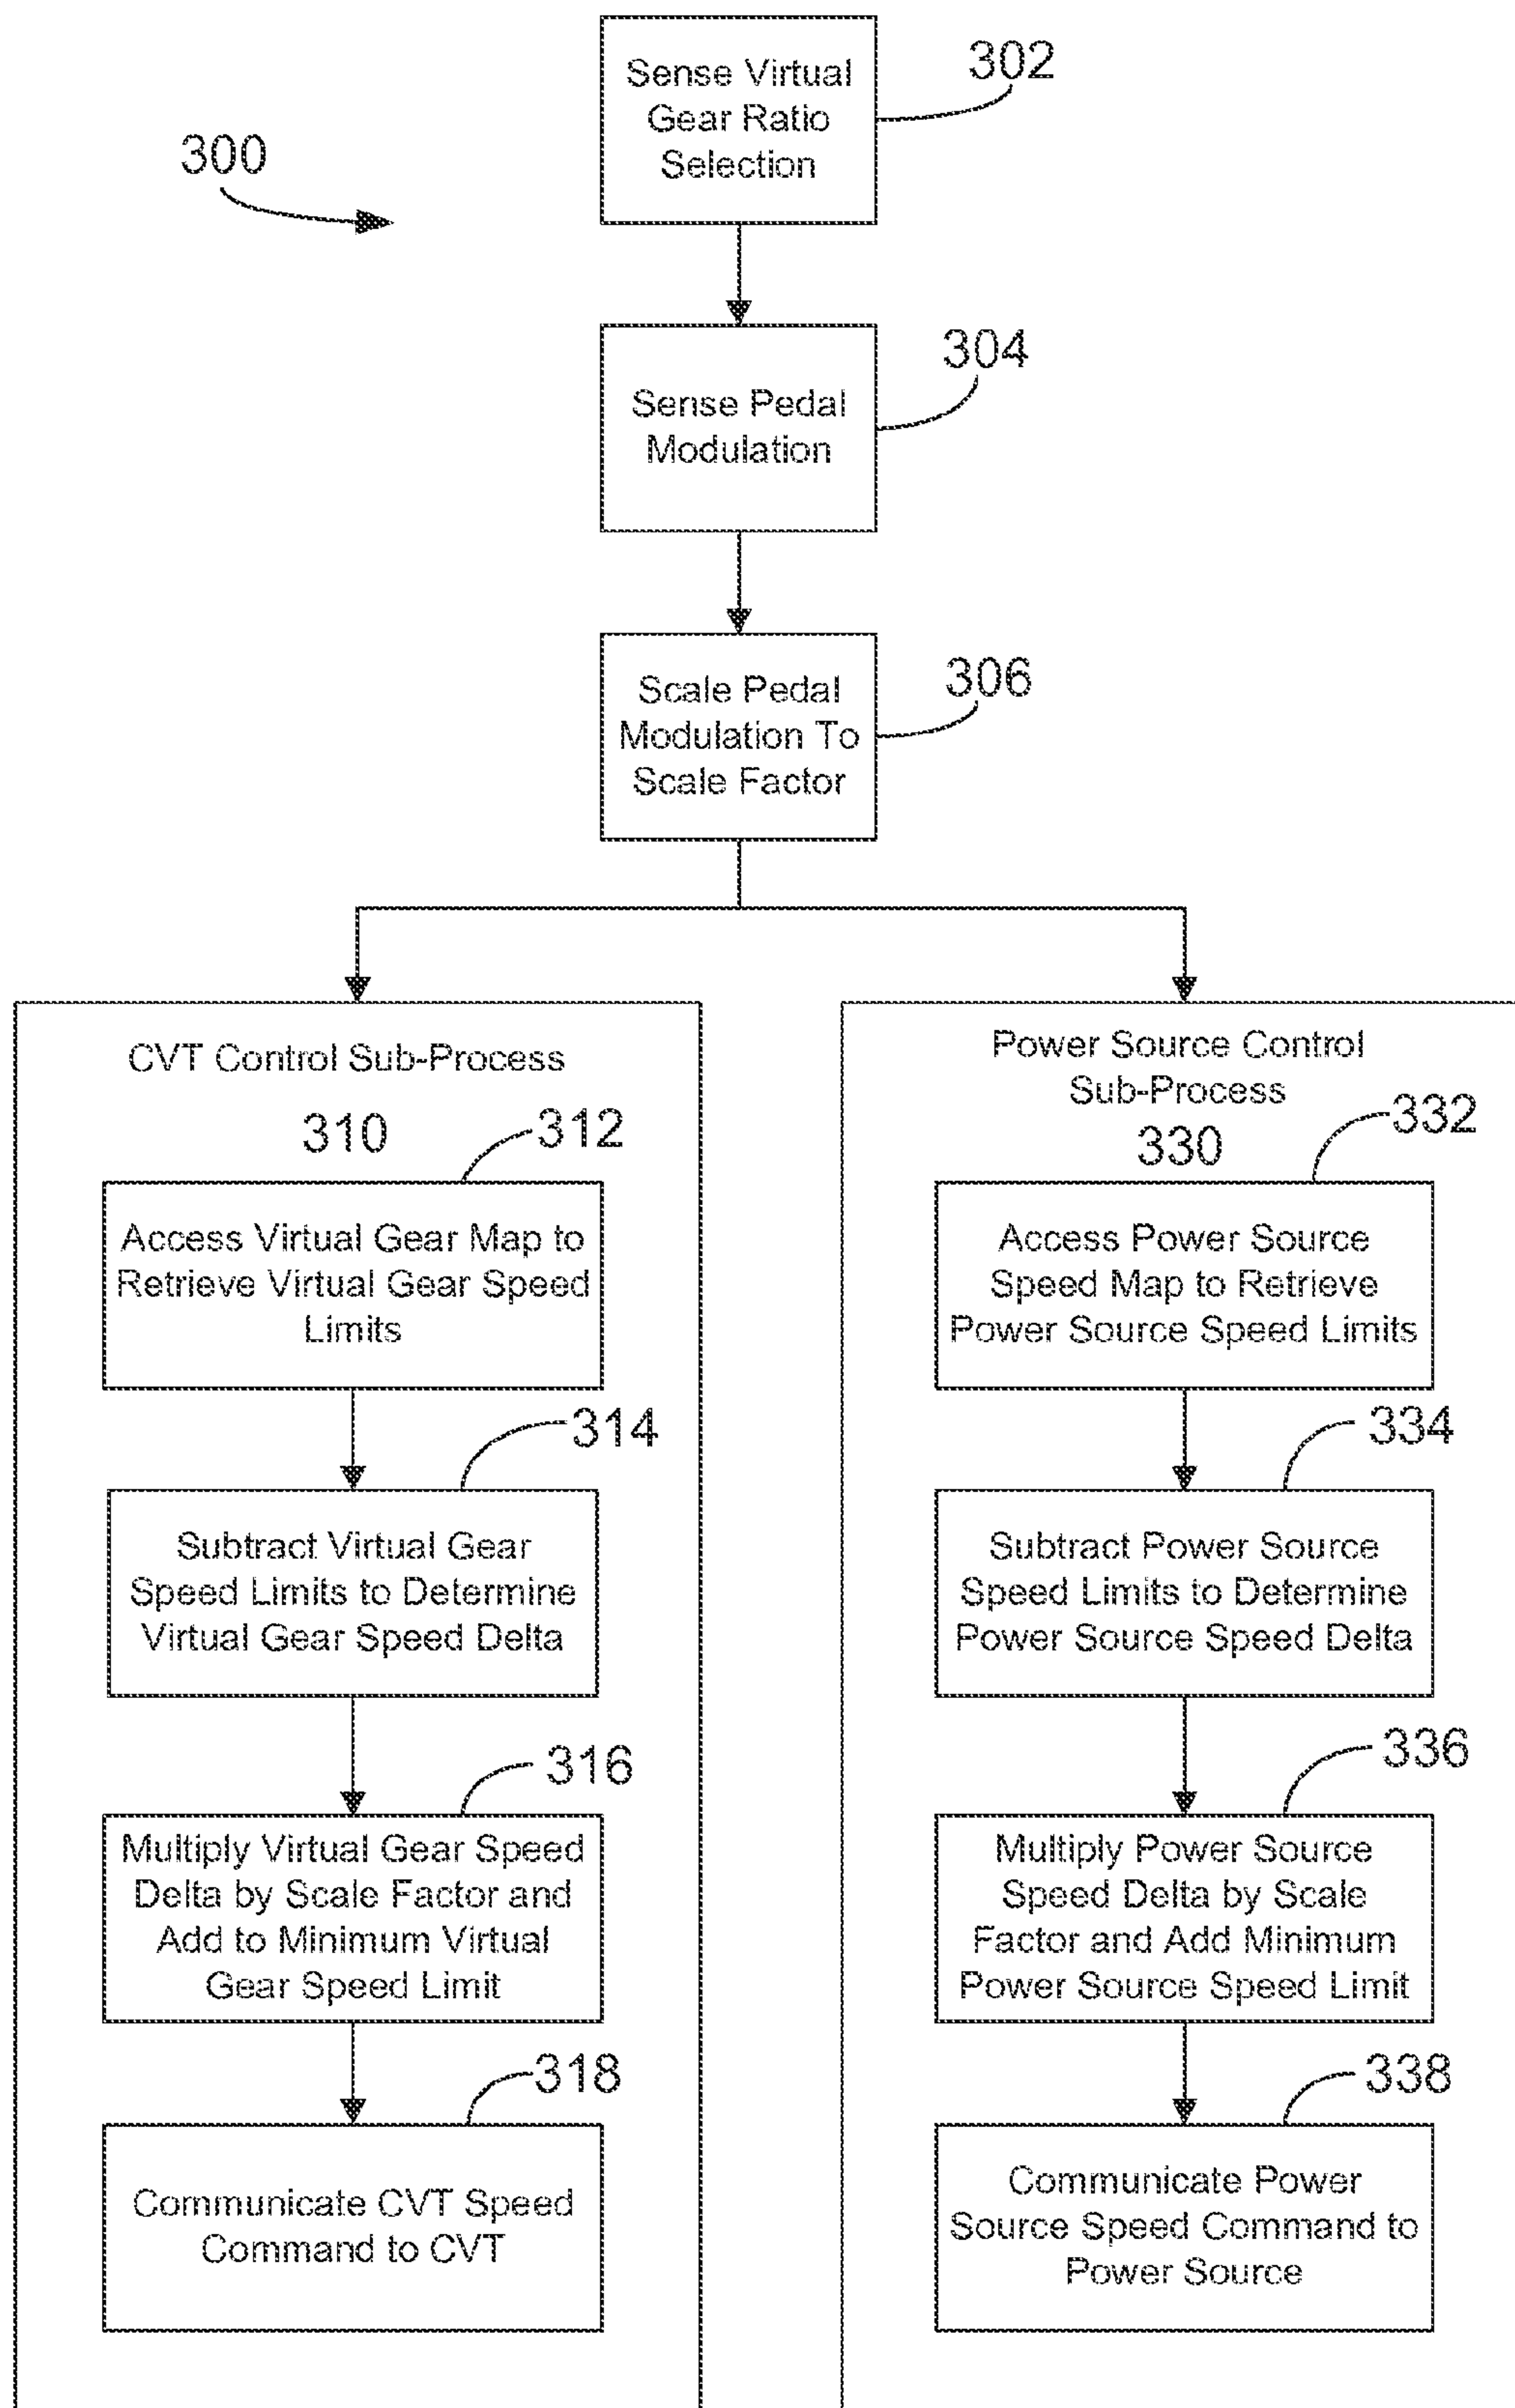 302
Sense Virtual
Gear Ratio
Selection
300
304
Sense Pedal
Modulation
306
Scale Pedal
Modulation To
Scale Factor
CVT Control Sub-Process
310
312
Access Virtual Gear Map to
Retrieve Virtual Gear Speed
Limits
314
Subtract Virtual Gear
Speed Limits to Determine
Virtual Gear Speed Delta
316
Multiply Virtual Gear Speed
Delta by Scale Factor and
Add to Minimum Virtual
Gear Speed Limit
318
Communicate CVT Speed
Command to CVT
Power Source Control
Sub-Process
330
332
Access Power Source
Speed Map to Retrieve
Power Source Speed Limits
334
Subtract Power Source
Speed Limits to Determine
Power Source Speed Delta
336
Multiply Power Source
Speed Delta by Scale
Factor and Add Minimum
Power Source Speed Limit
338
Communicate Power
Source Speed Command to
Power Source